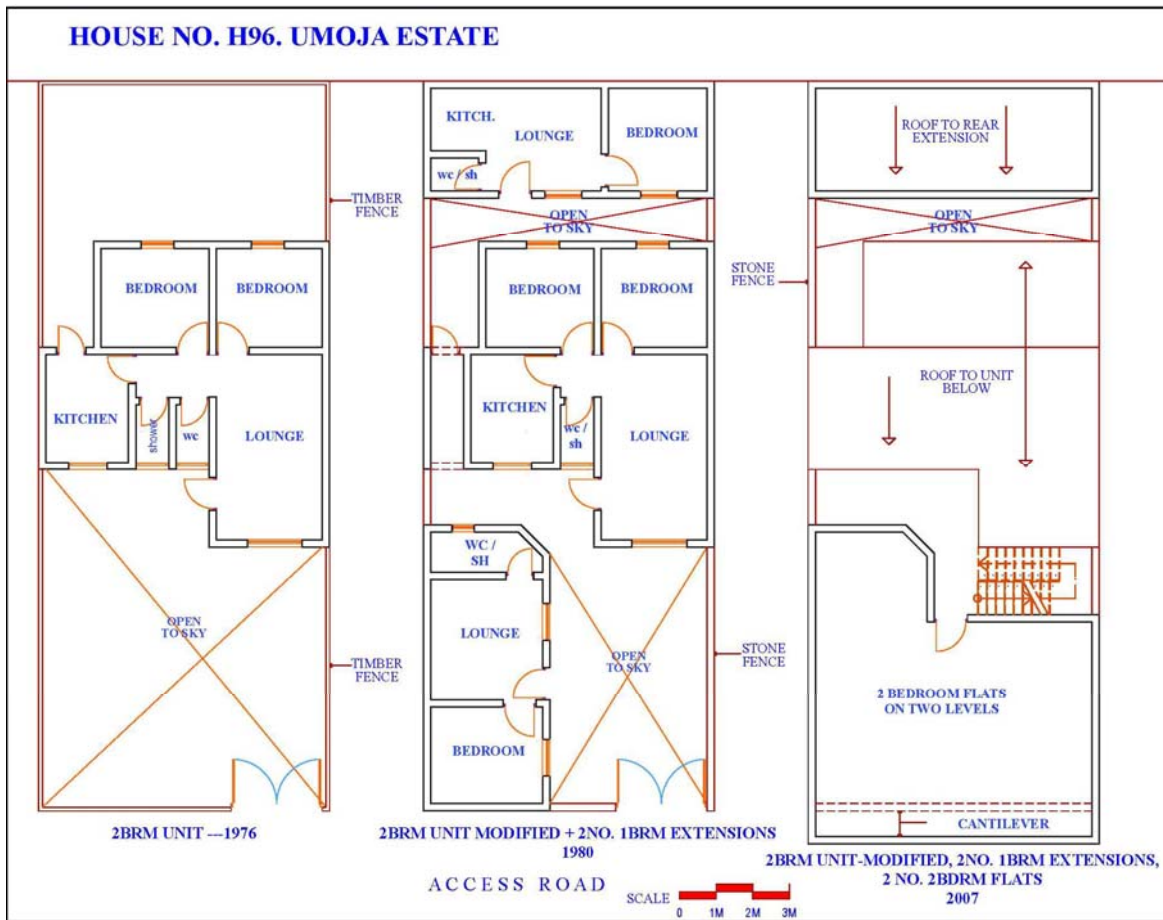 HOUSE NO. H96. UMOJA ESTATE
TIMBER
FENCE
BEDROOM
BEDROOM
KITCHEN
shower
wc
LOUNGE
OPEN
TO SKY
TIMBER
FENCE
2BRM UNIT ---1976
KITCH.
LOUNGE
BEDROOM
wc / sh
OPEN
TO SKY
BEDROOM
BEDROOM
KITCHEN
wc /
sh
LOUNGE
WC /
SH
LOUNGE
OPEN
TO SKY
BEDROOM
STONE
FENCE
2BRM UNIT MODIFIED + 2NO. 1BRM EXTENSIONS
1980
ROOF TO REAR
EXTENSION
OPEN
TO SKY
STONE
FENCE
ROOF TO UNIT
BELOW
2 BEDROOM FLATS
ON TWO LEVELS
CANTILEVER
2BRM UNIT-MODIFIED, 2NO. 1BRM EXTENSIONS,
2 NO. 2BDRM FLATS
2007
ACCESS ROAD
SCALE
0 1M 2M 3M